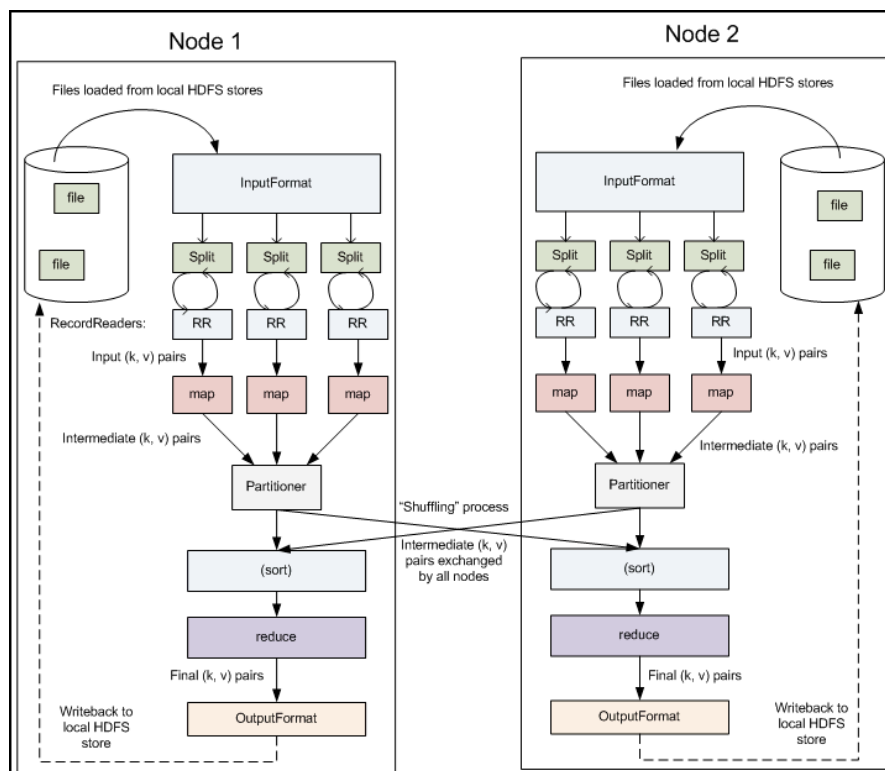 Node 1
Files loaded from local HDFS stores
InputFormat
file
file
Split
Split
Split
RecordReaders:
RR
RR
RR
Input (k, v) pairs
map
map
map
Intermediate (k, v) pairs
Partitioner
(sort)
reduce
Final (k, v) pairs
OutputFormat
Writeback to
local HDFS
store
"Shuffling" process
Intermediate (k, v)
pairs exchanged
by all nodes
Node 2
Files loaded from local HDFS stores
InputFormat
file
file
Split
Split
Split
RR
RR
RR
Input (k, v) pairs
map
map
map
Intermediate (k, v) pairs
Partitioner
(sort)
reduce
Final (k, v) pairs
OutputFormat
Writeback to
local HDFS
store